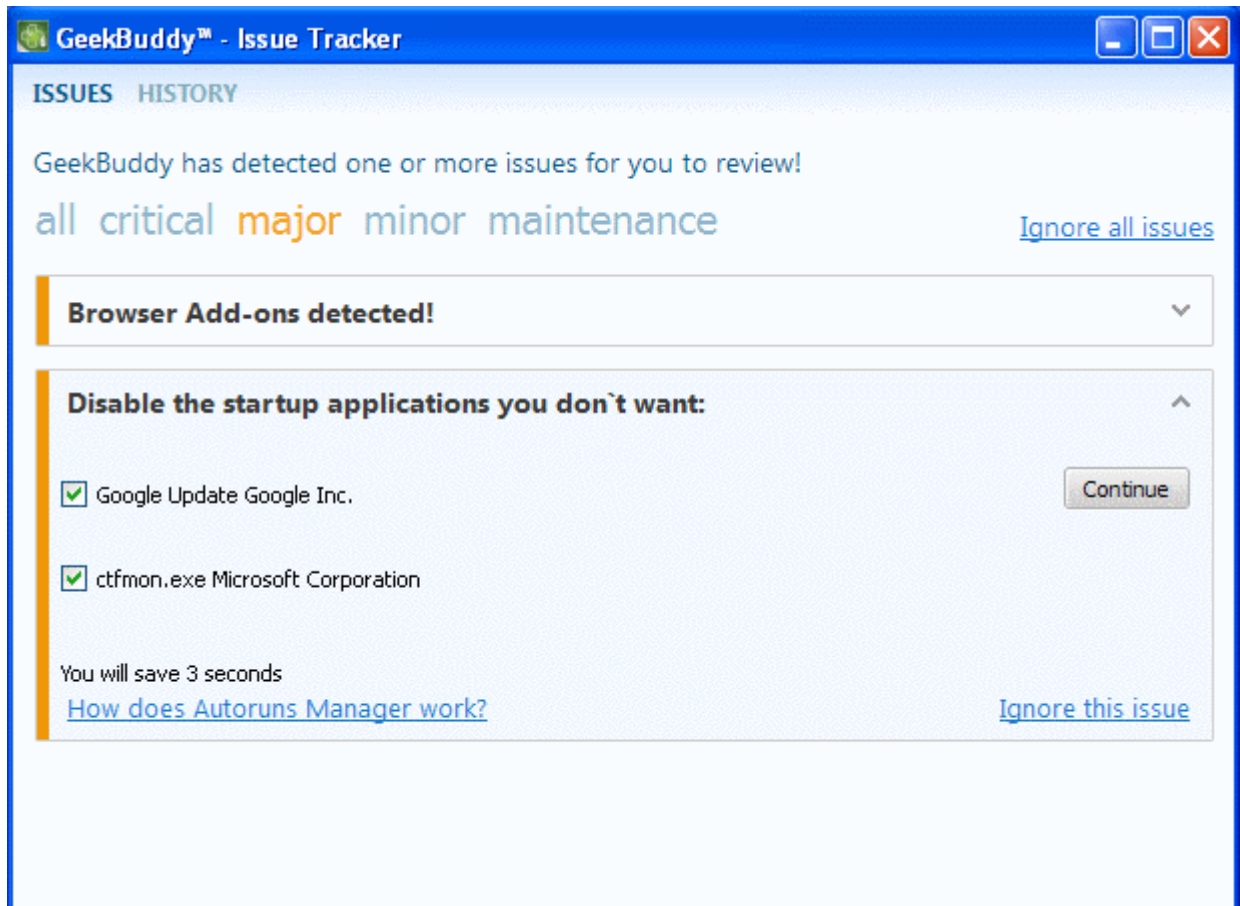 GeekBuddy™ - Issue Tracker
ISSUES HISTORY
GeekBuddy has detected one or more issues for you to review!
all critical major minor maintenance
Ignore all issues
Browser Add-ons detected!
Disable the startup applications you don`t want:
Google Update Google Inc.
Continue
ctfmon.exe Microsoft Corporation
You will save 3 seconds
How does Autoruns Manager work?
Ignore this issue